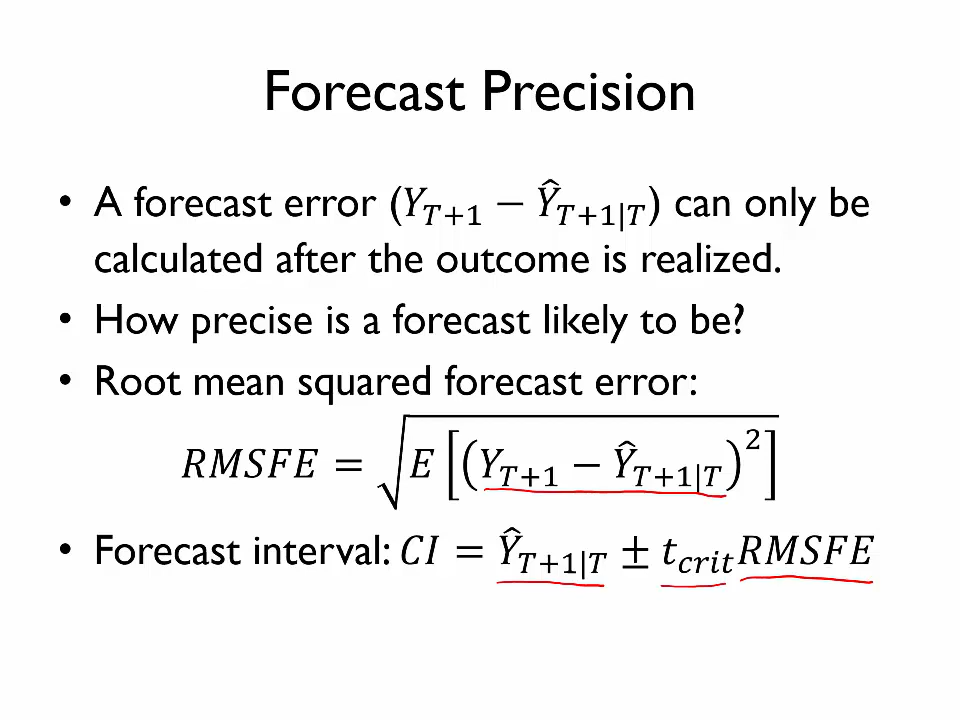 Forecast Precision
• A forecast error (𝑌_{𝑇+1} − 𝑌̂_{𝑇+1|𝑇}) can only be
calculated after the outcome is realized.
• How precise is a forecast likely to be?
• Root mean squared forecast error:
𝑅𝑀𝑆𝐹𝐸 = √(𝐸[(𝑌_{𝑇+1} − 𝑌̂_{𝑇+1|𝑇})²])
• Forecast interval: 𝐶𝐼 = 𝑌̂_{𝑇+1|𝑇} ± 𝑡_{𝑐𝑟𝑖𝑡}𝑅𝑀𝑆𝐹𝐸